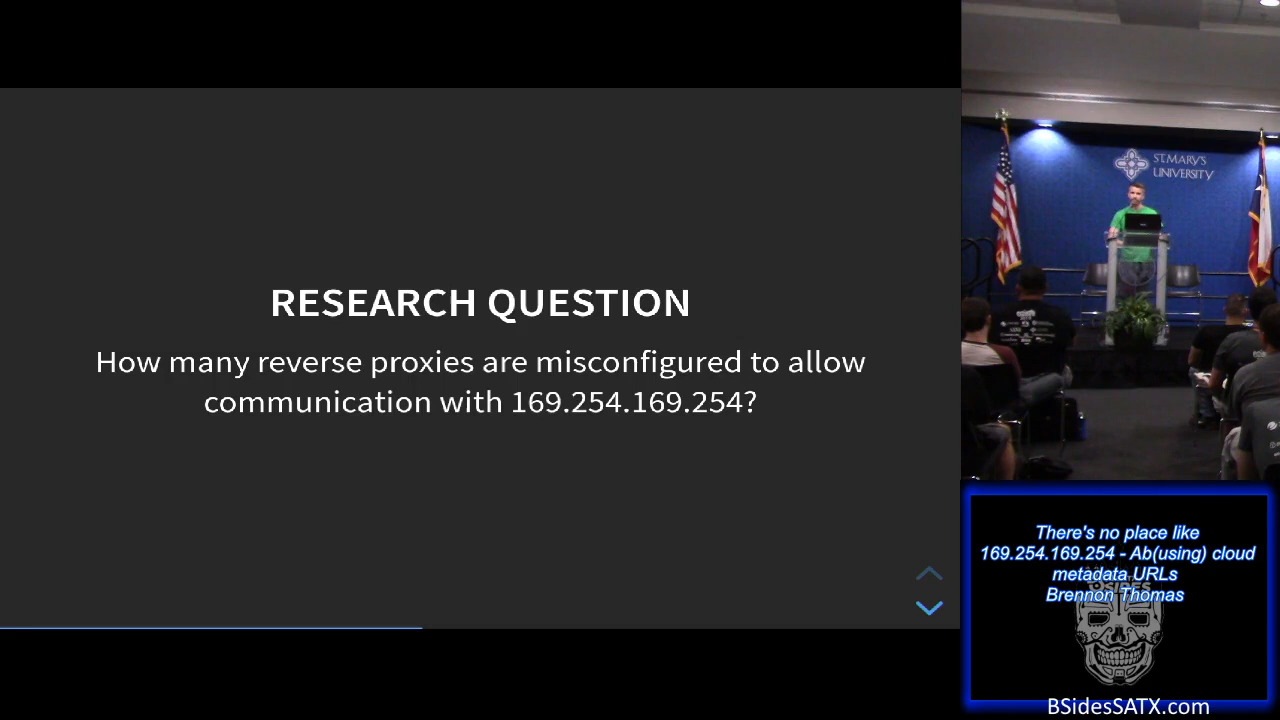 RESEARCH QUESTION
How many reverse proxies are misconfigured to allow
communication with 169.254.169.254?
ST. MARY'S
UNIVERSITY
There's no place like
169.254.169.254 - Ab(using) cloud
metadata URLs
Brennon Thomas
BSidesSATX.com